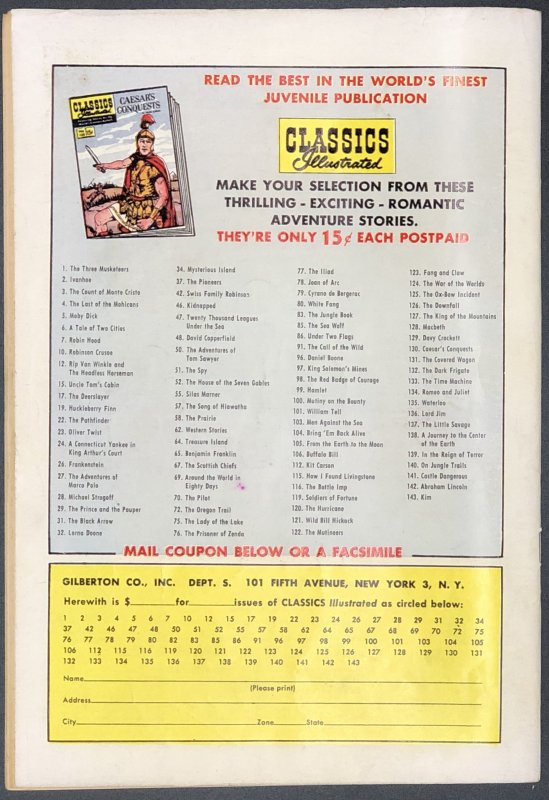 READ THE BEST IN THE WORLD'S FINEST
JUVENILE PUBLICATION
CLASSICS
Illustrated
CAESAR'S
CONQUESTS
CLASSICS
Illustrated
MAKE YOUR SELECTION FROM THESE
THRILLING - EXCITING - ROMANTIC
ADVENTURE STORIES.
THEY'RE ONLY 15¢ EACH POSTPAID
1. The Three Musketeers
2. Ivanhoe
3. The Count of Monte Cristo
4. The Last of the Mohicans
5. Moby Dick
6. A Tale of Two Cities
7. Robin Hood
10. Robinson Crusoe
12. Rip Van Winkle and
The Headless Horseman
15. Uncle Tom's Cabin
17. The Deerslayer
19. Huckleberry Finn
22. The Pathfinder
23. Oliver Twist
24. A Connecticut Yankee in
King Arthur's Court
26. Frankenstein
27. The Adventures of
Marco Polo
28. Michael Strogoff
29. The Prince and the Pauper
31. The Black Arrow
32. Lorna Doone
34. Mysterious Island
37. The Pioneers
42. Swiss Family Robinson
46. Kidnapped
47. Twenty Thousand Leagues
Under the Sea
48. David Copperfield
50. The Adventures of
Tom Sawyer
51. The Spy
52. The House of the Seven Gables
55. Silas Marner
57. The Song of Hiawatha
58. The Prairie
62. Western Stories
64. Treasure Island
65. Benjamin Franklin
67. The Scottish Chiefs
69. Around the World in
Eighty Days
70. The Pilot
72. The Oregon Trail
75. The Lady of the Lake
76. The Prisoner of Zenda
77. The Iliad
78. Joan of Arc
79. Cyrano de Bergerac
80. White Fang
83. The Jungle Book
85. The Sea Wolf
86. Under Two Flags
91. The Call of the Wild
96. Daniel Boone
97. King Solomon's Mines
98. The Red Badge of Courage
99. Hamlet
100. Mutiny on the Bounty
101. William Tell
103. Men Against the Sea
104. Bring 'Em Back Alive
105. From the Earth to the Moon
106. Buffalo Bill
112. Kit Carson
115. How I Found Livingstone
116. The Bottle Imp
119. Soldiers of Fortune
120. The Hurricane
121. Wild Bill Hickock
122. The Mutineers
123. Fang and Claw
124. The War of the Worlds
125. The Ox-Bow Incident
126. The Downfall
127. The King of the Mountains
128. Macbeth
129. Davy Crockett
130. Caesar's Conquests
131. The Covered Wagon
132. The Dark Frigate
133. The Time Machine
134. Romeo and Juliet
135. Waterloo
136. Lord Jim
137. The Little Savage
138. A Journey to the Center
of the Earth
139. In the Reign of Terror
140. On Jungle Trails
141. Castle Dangerous
142. Abraham Lincoln
143. Kim
MAIL COUPON BELOW OR A FACSIMILE
GILBERTON CO., INC. DEPT. S. 101 FIFTH AVENUE, NEW YORK 3, N. Y.
Herewith is $ for issues of CLASSICS Illustrated as circled below:
1 2 3 4 5 6 7 10 12 15 17 19 22 23 24 26 27 28 29 31 32 34
37 42 46 47 48 50 51 52 55 57 58 62 64 65 67 69 70 72 75
76 77 78 79 80 83 85 86 91 96 97 98 99 100 101 103 104 105
106 112 115 116 119 120 121 122 123 124 125 126 127 128 129 130 131
132 133 134 135 136 137 138 139 140 141 142 143
Name
(Please print)
Address
City Zone State